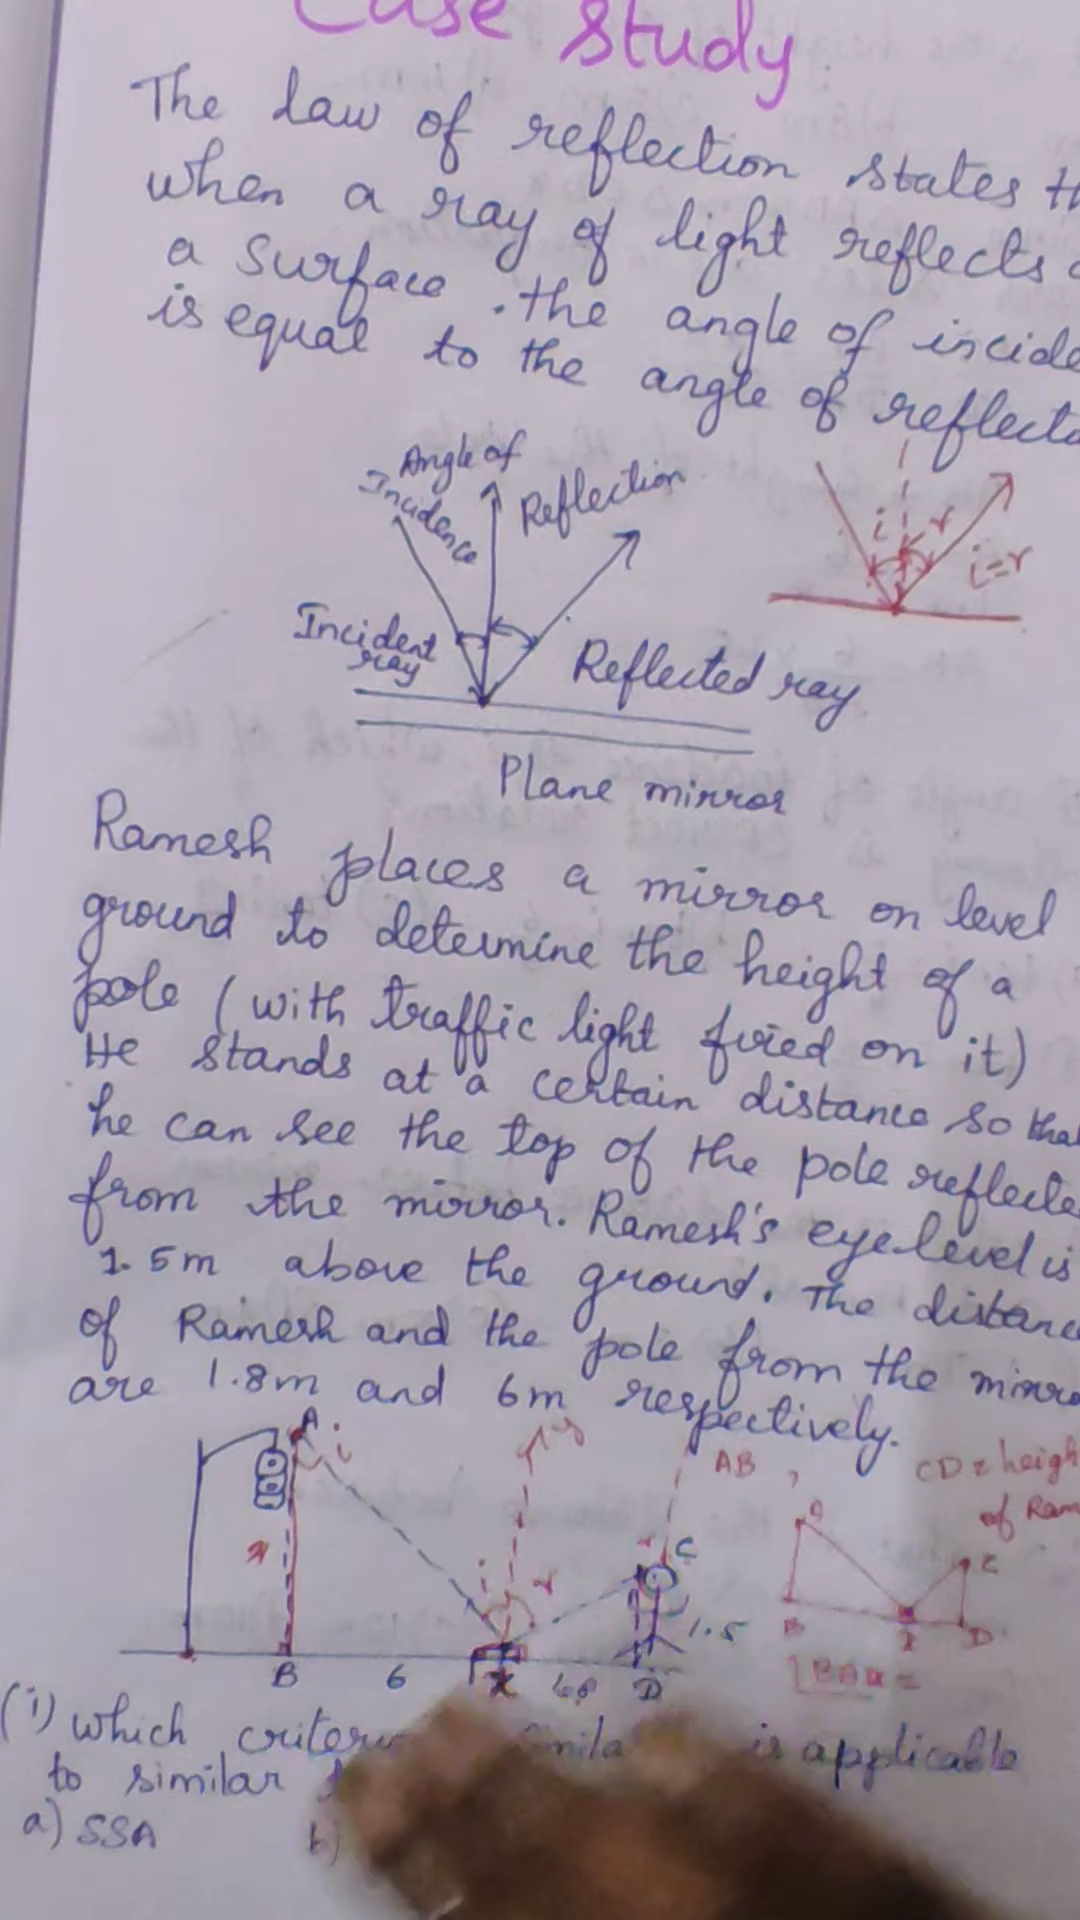 Case Study
The law of reflection states th
when a ray of light reflects o
a surface. the angle of incide
is equal to the angle of reflecto
Angle of
Incidence
Reflection
i r
i=r
Incident
ray
Reflected ray
Plane mirror
Ramesh places a mirror on level
ground to determine the height of a
pole (with traffic light fixed on it)
He stands at a certain distance so that
he can see the top of the pole reflecte
from the mirror. Ramesh's eye level is
1.5m above the ground. The distance
of Ramesh and the pole from the mirro
are 1.8m and 6m respectively.
A i
AB,
CD = heigh
of Ram
A
C
i r
C
1.5
B
X
D
B 6 X D
(i) which is applicable
to similar
a) SSA b)